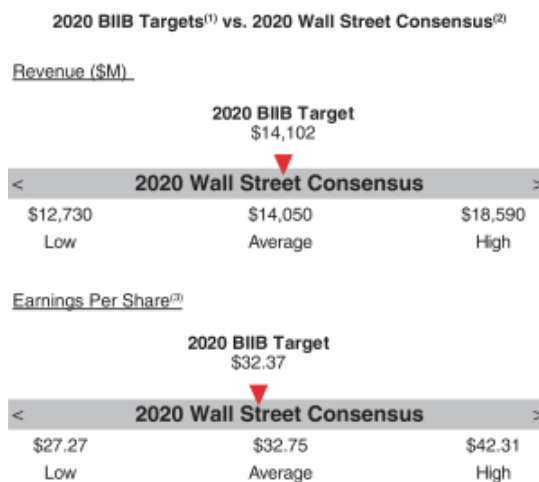 2020 BIIB Targets(1) vs. 2020 Wall Street Consensus(2)
Revenue ($M)
2020 BIIB Target
$14,102
< 2020 Wall Street Consensus >
$12,730 $14,050 $18,590
Low Average High
Earnings Per Share(3)
2020 BIIB Target
$32.37
< 2020 Wall Street Consensus >
$27.27 $32.75 $42.31
Low Average High